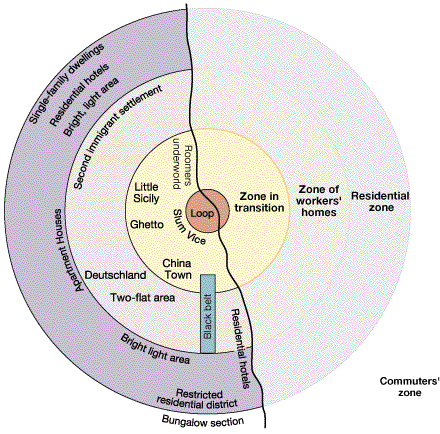 Single-family dwellings
Residential hotels
Bright, light area
Second immigrant settlement
Roomers
underworld
Little
Sicily
Ghetto
Loop
Slum Vice
Zone in
transition
Zone of
workers'
homes
Residential
zone
China
Town
Deutschland
Two-flat area
Black belt
Residential hotels
Apartment Houses
Bright light area
Restricted
residential district
Bungalow section
Commuters'
zone